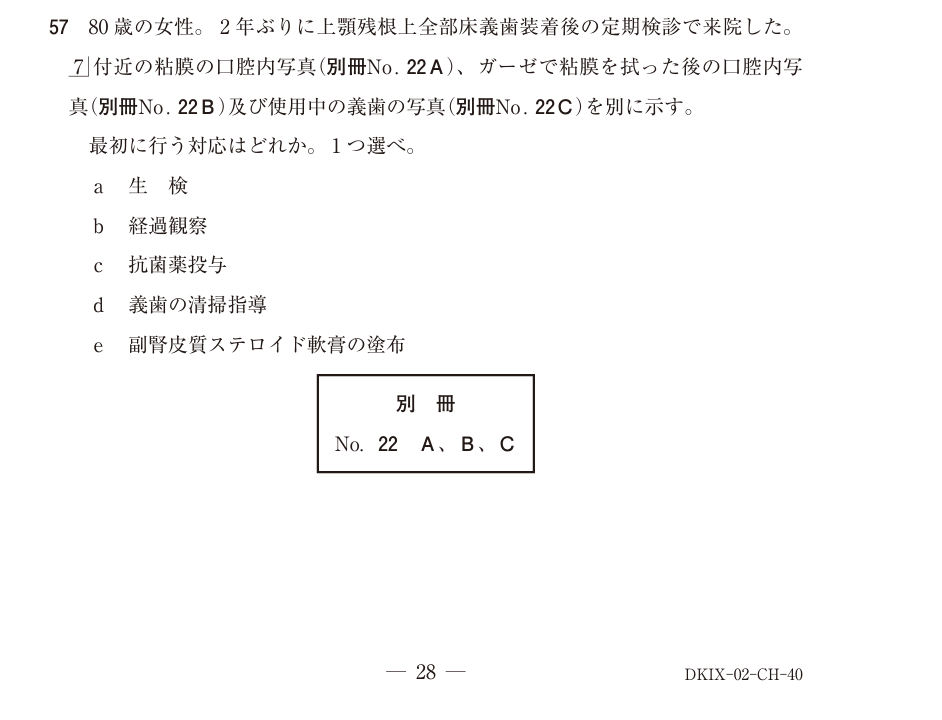 57 80歳の女性。2年ぶりに上顎残根上全部床義歯装着後の定期検診で来院した。
7付近の粘膜の口腔内写真(別冊No. 22A)、ガーゼで粘膜を拭った後の口腔内写
真(別冊No. 22B)及び使用中の義歯の写真(別冊No. 22C)を別に示す。
最初に行う対応はどれか。1つ選べ。
a 生 検
b 経過観察
c 抗菌薬投与
d 義歯の清掃指導
e 副腎皮質ステロイド軟膏の塗布
別 冊
No. 22 A、B、C
— 28 —
DKIX-02-CH-40